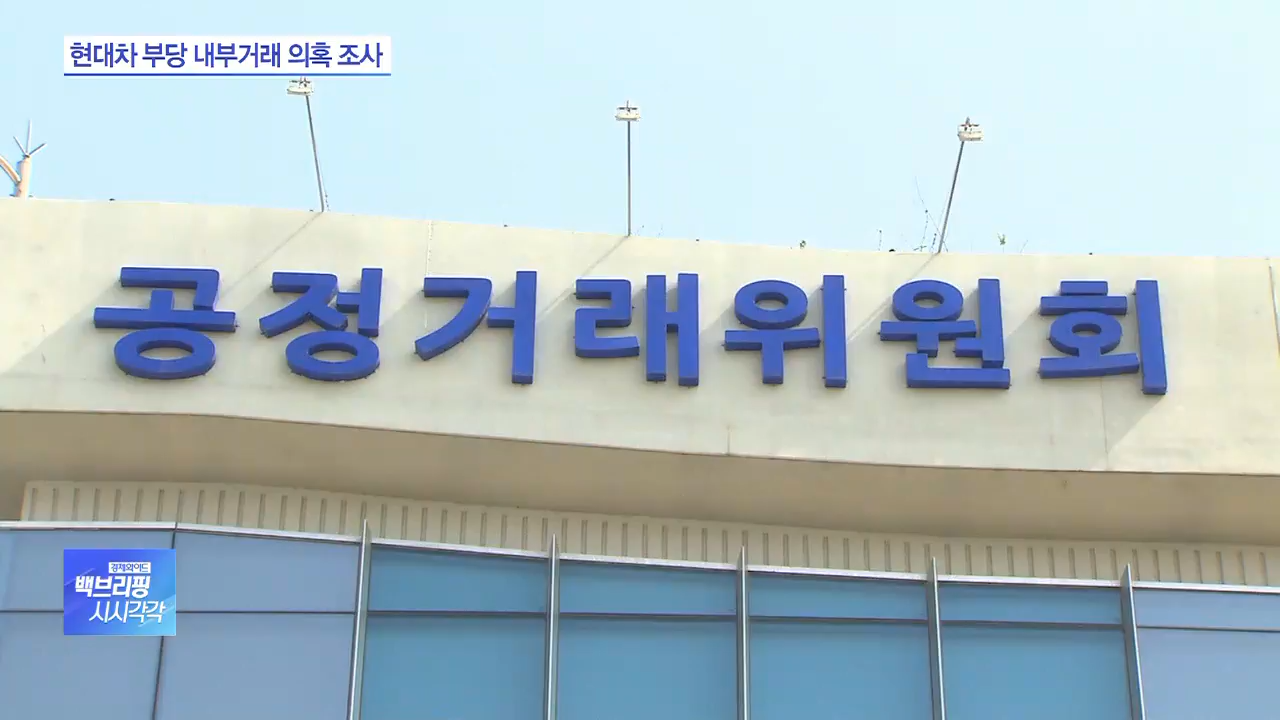 현대차 부당 내부거래 의혹 조사
공정거래위원회
경제와이드
백브리핑
시시각각